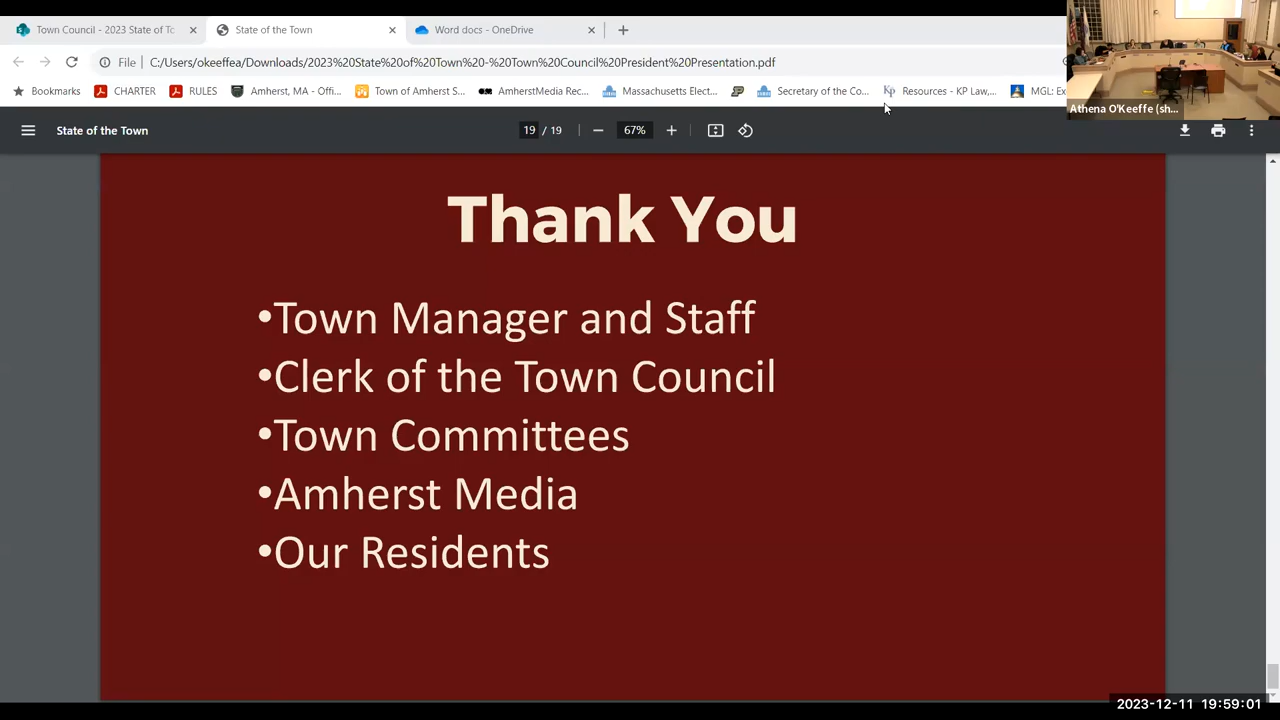 Town Council - 2023 State of To
State of the Town
Word docs - OneDrive
File
C:/Users/okeeffea/Downloads/2023%20State%20of%20Town%20-%20Town%20Council%20President%20Presentation.pdf
Bookmarks
CHARTER
RULES
Amherst, MA - Offi...
Town of Amherst S...
AmherstMedia Rec...
Massachusetts Elect...
Secretary of the Co...
Kp
Resources - KP Law,...
MGL: Ex
Athena O'Keeffe (sh...
State of the Town
19 / 19
67%
Thank You
•Town Manager and Staff
•Clerk of the Town Council
•Town Committees
•Amherst Media
•Our Residents
2023-12-11 19:59:01